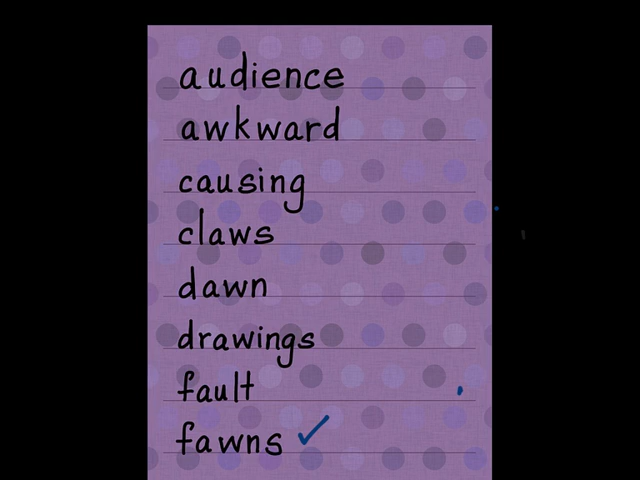 audience
awkward
causing
claws
dawn
drawings
fault
fawns ✓